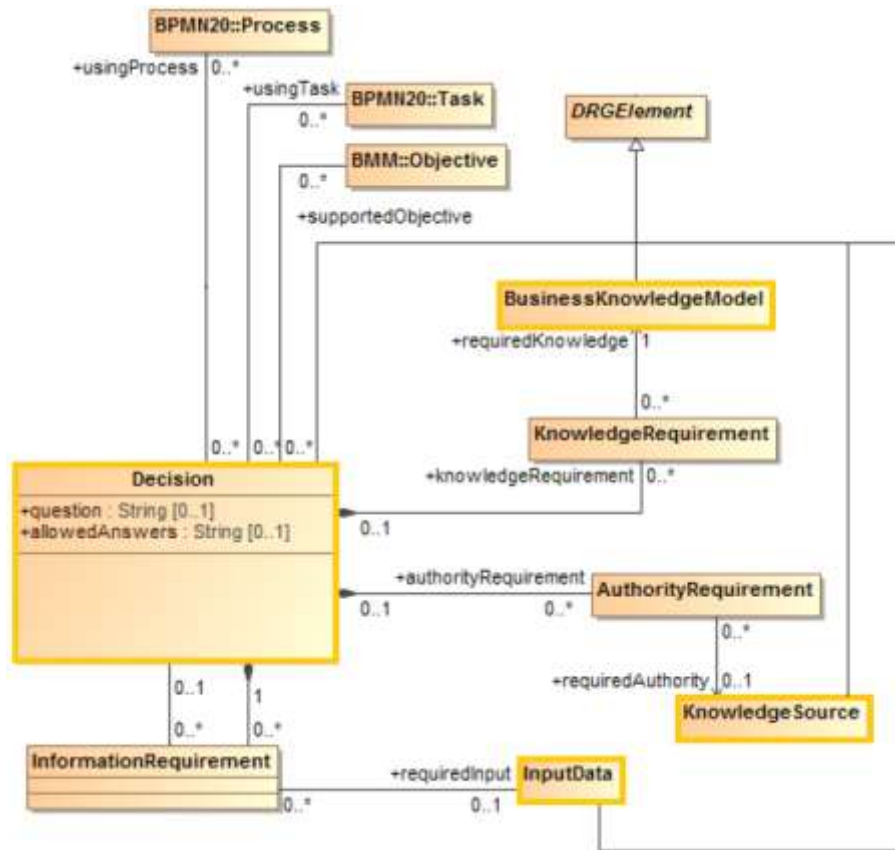 BPMN20::Process
+usingProcess 0..*
+usingTask
BPMN20::Task
0..*
DRGElement
BMM::Objective
0..*
+supportedObjective
BusinessKnowledgeModel
+requiredKnowledge 1
0..*
KnowledgeRequirement
0..* 0..* 0..*
+knowledgeRequirement 0..*
Decision
+question : String [0..1]
+allowedAnswers : String [0..1]
0..1
+authorityRequirement
AuthorityRequirement
0..1 0..*
0..*
+requiredAuthority 0..1
KnowledgeSource
0..1 1
0..* 0..*
InformationRequirement
+requiredInput
InputData
0..* 0..1